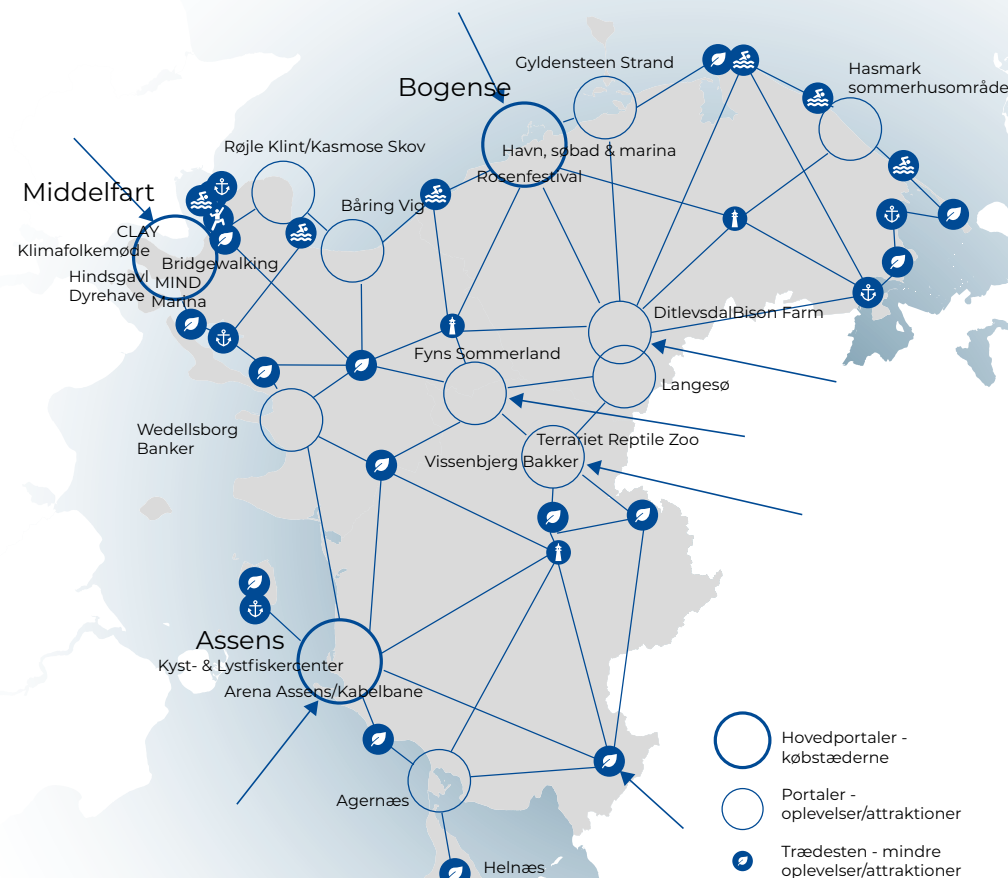 Gyldensteen Strand
Hasmark
sommerhusområde
Bogense
Havn, søbad & marina
Rosenfestival
Røjle Klint/Kasmose Skov
Middelfart
Båring Vig
CLAY
Klimafolkemøde
Bridgewalking
Hindsgavl
Dyrehave
MIND
Marina
DitlevsdalBison Farm
Fyns Sommerland
Langesø
Wedellsborg
Banker
Terrariet Reptile Zoo
Vissenbjerg Bakker
Assens
Kyst- & Lystfiskercenter
Arena Assens/Kabelbane
Agernæs
Helnæs
Hovedportaler -
købstæderne
Portaler -
oplevelser/attraktioner
Trædesten - mindre
oplevelser/attraktioner